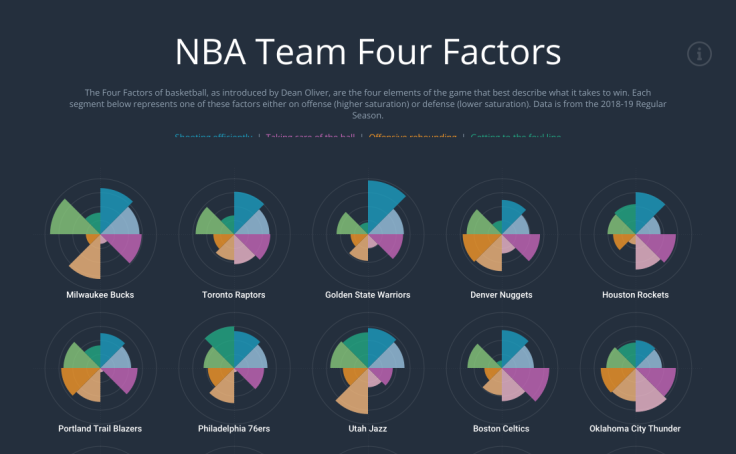 NBA Team Four Factors
i
The Four Factors of basketball, as introduced by Dean Oliver, are the four elements of the game that best describe what it takes to win. Each
segment below represents one of these factors either on offense (higher saturation) or defense (lower saturation). Data is from the 2018-19 Regular
Season.
Shooting efficiently | Taking care of the ball | Offensive rebounding | Getting to the foul line
Milwaukee Bucks
Toronto Raptors
Golden State Warriors
Denver Nuggets
Houston Rockets
Portland Trail Blazers
Philadelphia 76ers
Utah Jazz
Boston Celtics
Oklahoma City Thunder